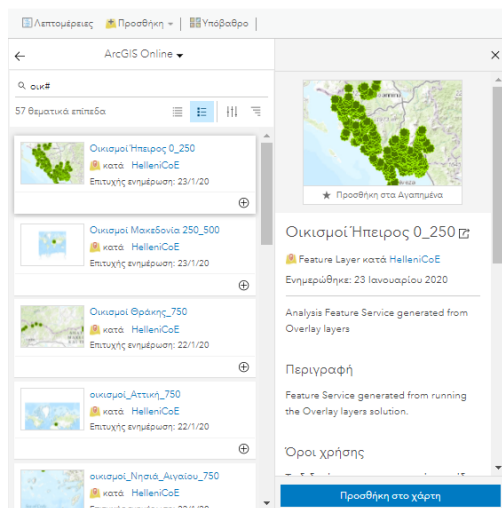 Λεπτομέρειες Προσθήκη Υπόβαθρο
ArcGIS Online
οικ#
57 θεματικά επίπεδα
Οικισμοί Ήπειρος 0_250
κατά HelleniCoE
Επιτυχής ενημέρωση: 23/1/20
Οικισμοί Μακεδονία 250_500
κατά HelleniCoE
Επιτυχής ενημέρωση: 23/1/20
Οικισμοί Θράκης_750
κατά HelleniCoE
Επιτυχής ενημέρωση: 22/1/20
οικισμοί_Αττική_750
κατά HelleniCoE
Επιτυχής ενημέρωση: 22/1/20
οικισμοί_Νησιά_Αιγαίου_750
κατά HelleniCoE
★ Προσθήκη στα Αγαπημένα
Οικισμοί Ήπειρος 0_250
Feature Layer κατά HelleniCoE
Ενημερώθηκε: 23 Ιανουαρίου 2020
Analysis Feature Service generated from
Overlay layers
Περιγραφή
Feature Service generated from running
the Overlay layers solution.
Όροι χρήσης
Προσθήκη στο χάρτη